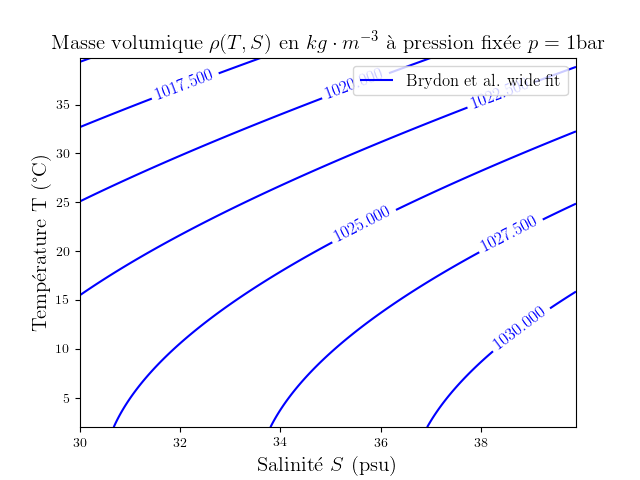 Masse volumique ρ(T, S) en kg · m⁻³ à pression fixée p = 1bar
Brydon et al. wide fit
1017.500
1020.000
1022.500
1025.000
1027.500
1030.000
Température T (°C)
35
30
25
20
15
10
5
30 32 34 36 38
Salinité S (psu)